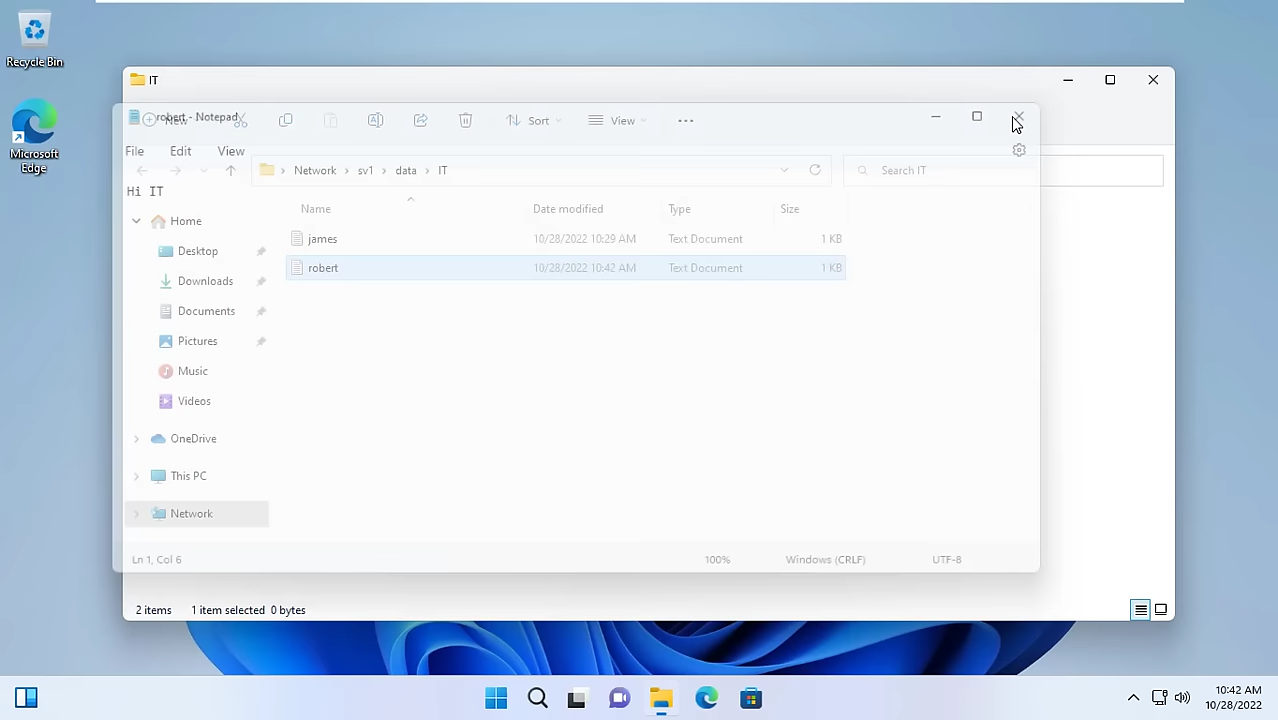 Recycle Bin
Microsoft
Edge
IT
robert - Notepad
New
Sort
View
File
Edit
View
Network
sv1
data
IT
Search IT
Hi IT
Name
Date modified
Type
Size
james
10/28/2022 10:29 AM
Text Document
1 KB
robert
10/28/2022 10:42 AM
Text Document
1 KB
Home
Desktop
Downloads
Documents
Pictures
Music
Videos
OneDrive
This PC
Network
Ln 1, Col 6
100%
Windows (CRLF)
UTF-8
2 items
1 item selected 0 bytes
10:42 AM
10/28/2022